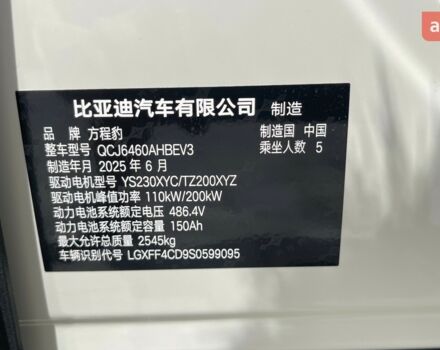 比亚迪汽车有限公司 制造
品 牌 方程豹 制造国 中国
整车型号 QCJ6460AHBEV3 乘坐人数 5
制造年月 2025 年 6 月
驱动电机型号 YS230XYC/TZ200XYZ
驱动电机峰值功率 110kW/200kW
动力电池系统额定电压 486.4V
动力电池系统额定容量 150Ah
最大允许总质量 2545kg
车辆识别代号 LGXFF4CD9S0599095